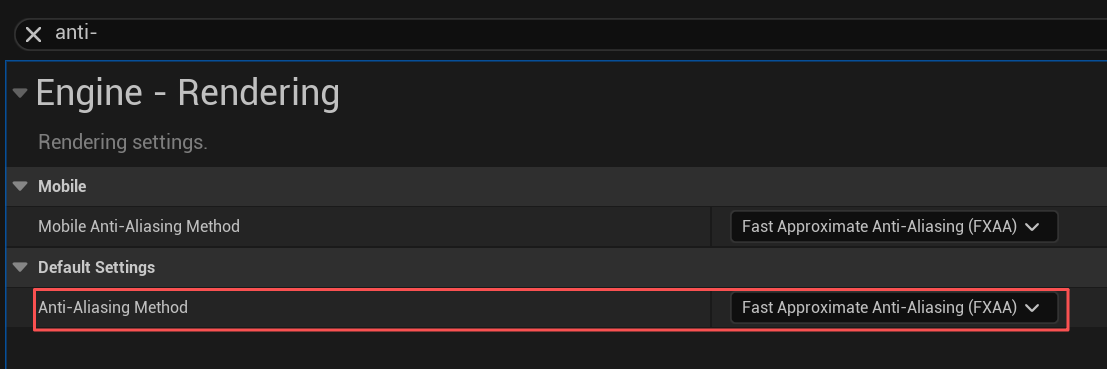 anti-
Engine - Rendering
Rendering settings.
Mobile
Mobile Anti-Aliasing Method Fast Approximate Anti-Aliasing (FXAA)
Default Settings
Anti-Aliasing Method Fast Approximate Anti-Aliasing (FXAA)